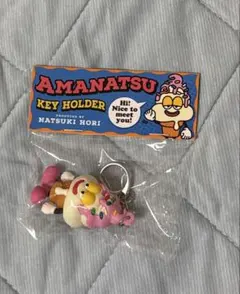 AMANATSU
KEY HOLDER
PRODUCED BY
NATSUKI HORI
Hi!
Nice to
meet
you!